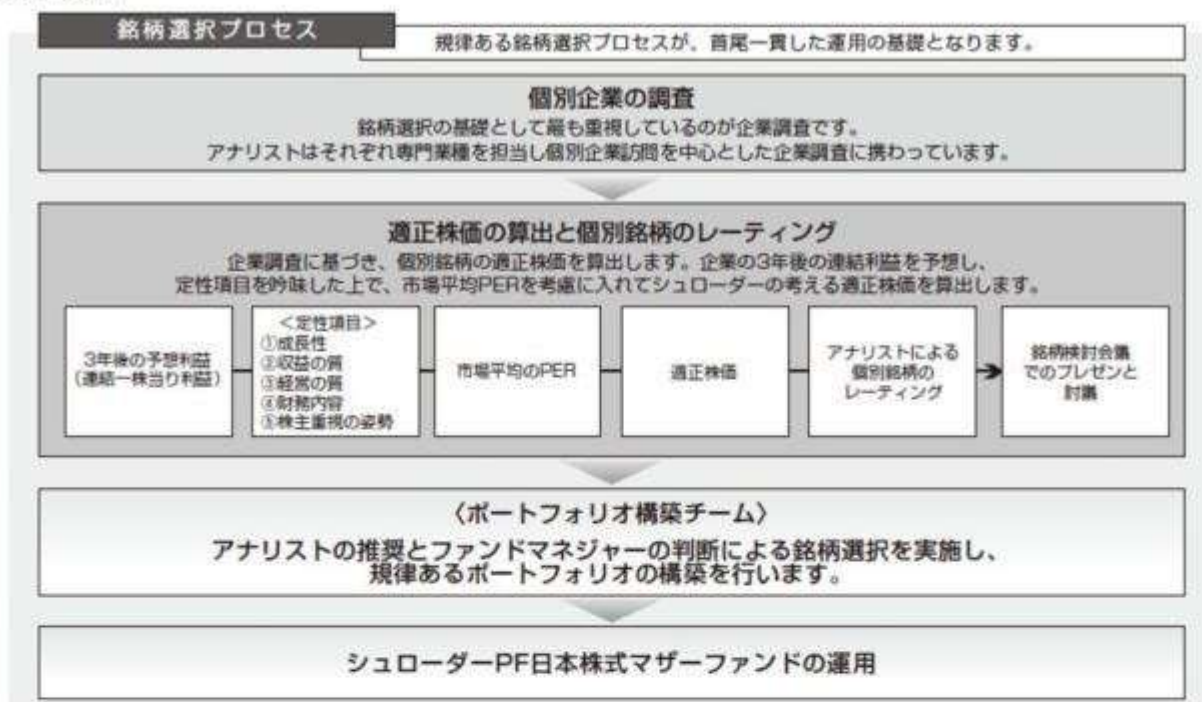 銘柄選択プロセス
規律ある銘柄選択プロセスが、首尾一貫した運用の基礎となります。
個別企業の調査
銘柄選択の基礎として最も重視しているのが企業調査です。
アナリストはそれぞれ専門業種を担当し個別企業訪問を中心とした企業調査に携わっています。
適正株価の算出と個別銘柄のレーティング
企業調査に基づき、個別銘柄の適正株価を算出します。企業の3年後の連結利益を予想し、
定性項目を吟味した上で、市場平均PERを考慮に入れてシュローダーの考える適正株価を算出します。
3年後の予想利益
(連結一株当り利益)
<定性項目>
①成長性
②収益の質
③経営の質
④財務内容
⑤株主重視の姿勢
市場平均のPER
適正株価
アナリストによる
個別銘柄の
レーティング
銘柄検討会議
でのプレゼンと
討議
〈ポートフォリオ構築チーム〉
アナリストの推奨とファンドマネジャーの判断による銘柄選択を実施し、
規律あるポートフォリオの構築を行います。
シュローダーPF日本株式マザーファンドの運用